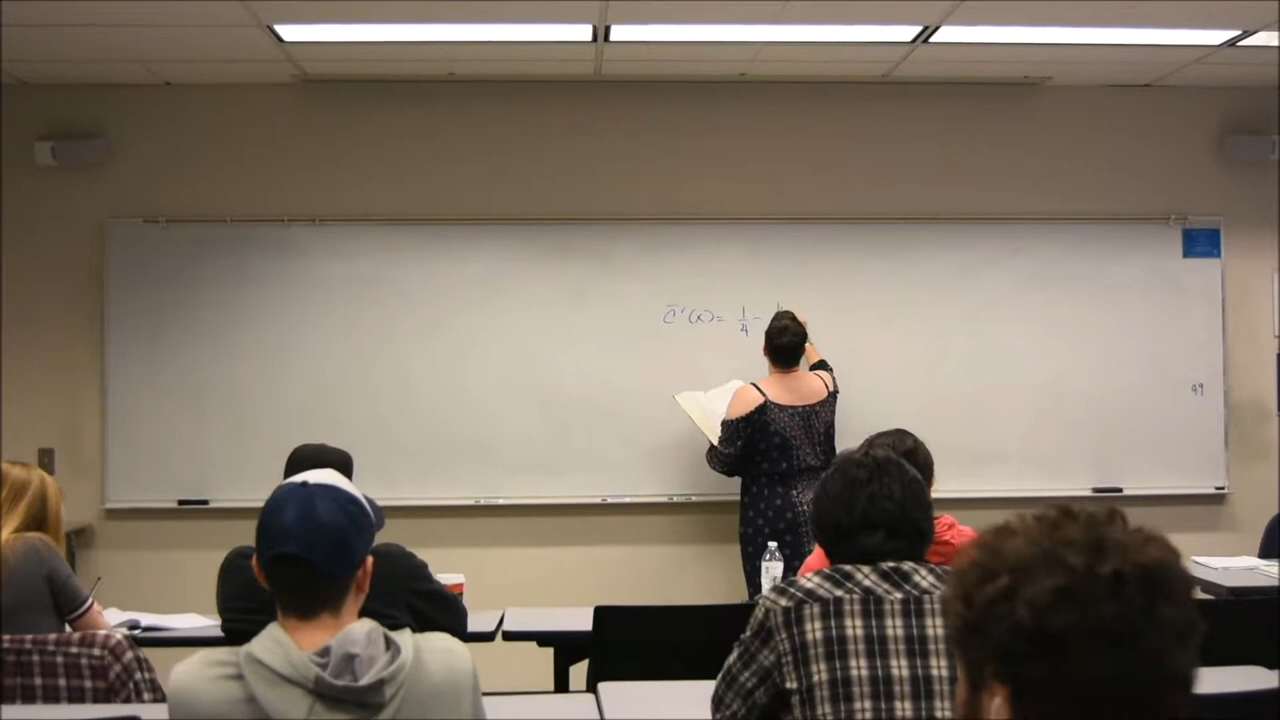 C̄'(x) = 1/4 -
49